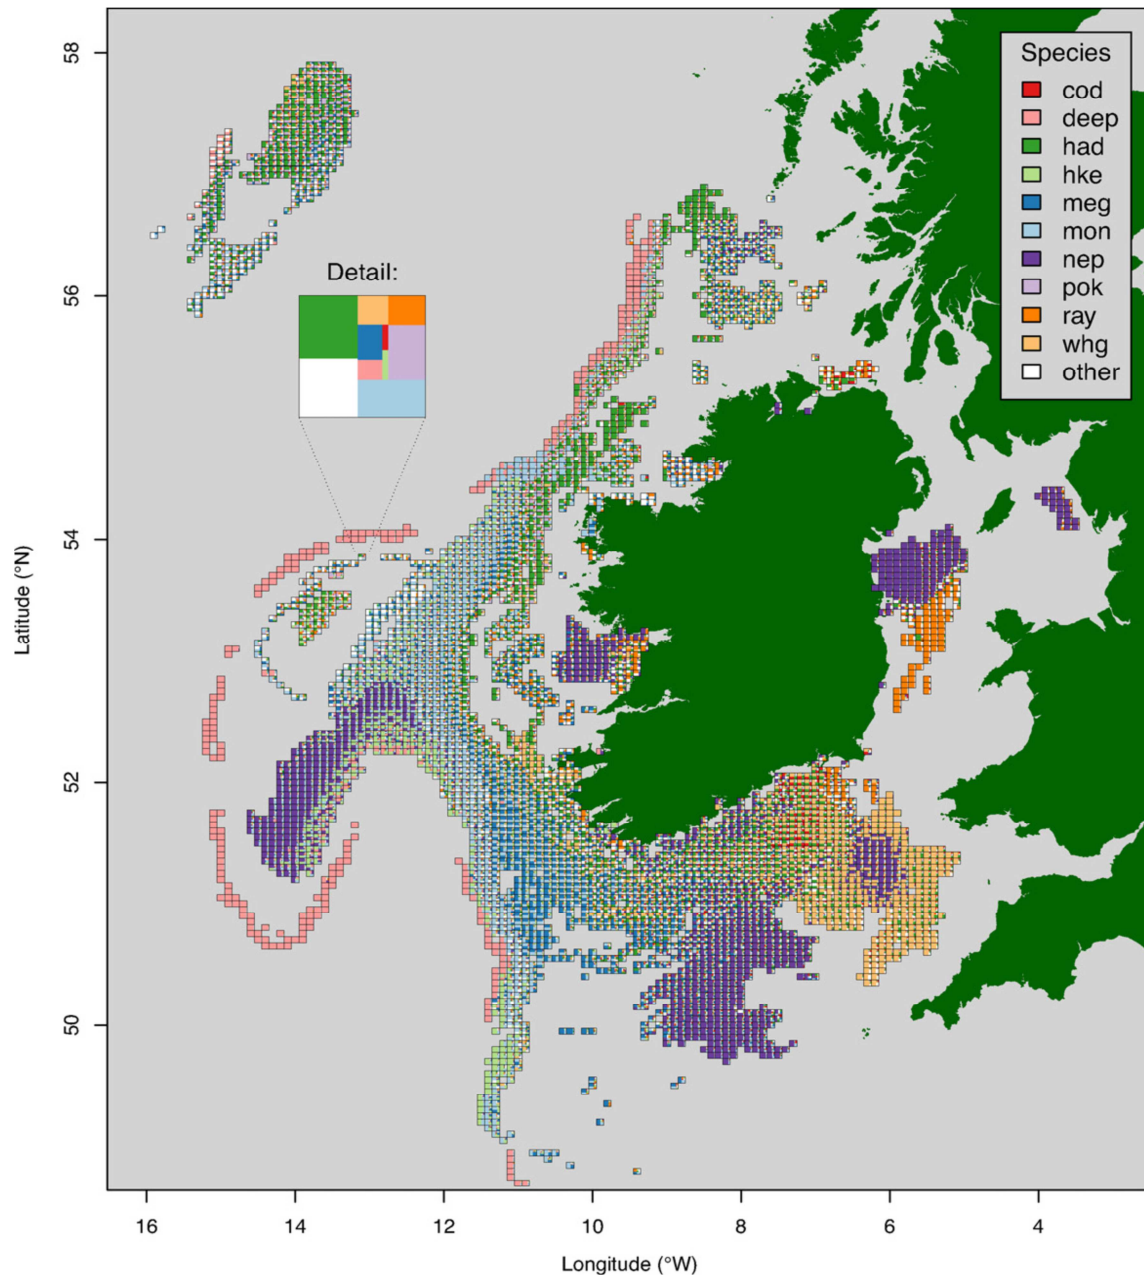 58
56
54
52
50
Latitude (°N)
Detail:
Species
cod
deep
had
hke
meg
mon
nep
pok
ray
whg
other
16
14
12
10
8
6
4
Longitude (°W)